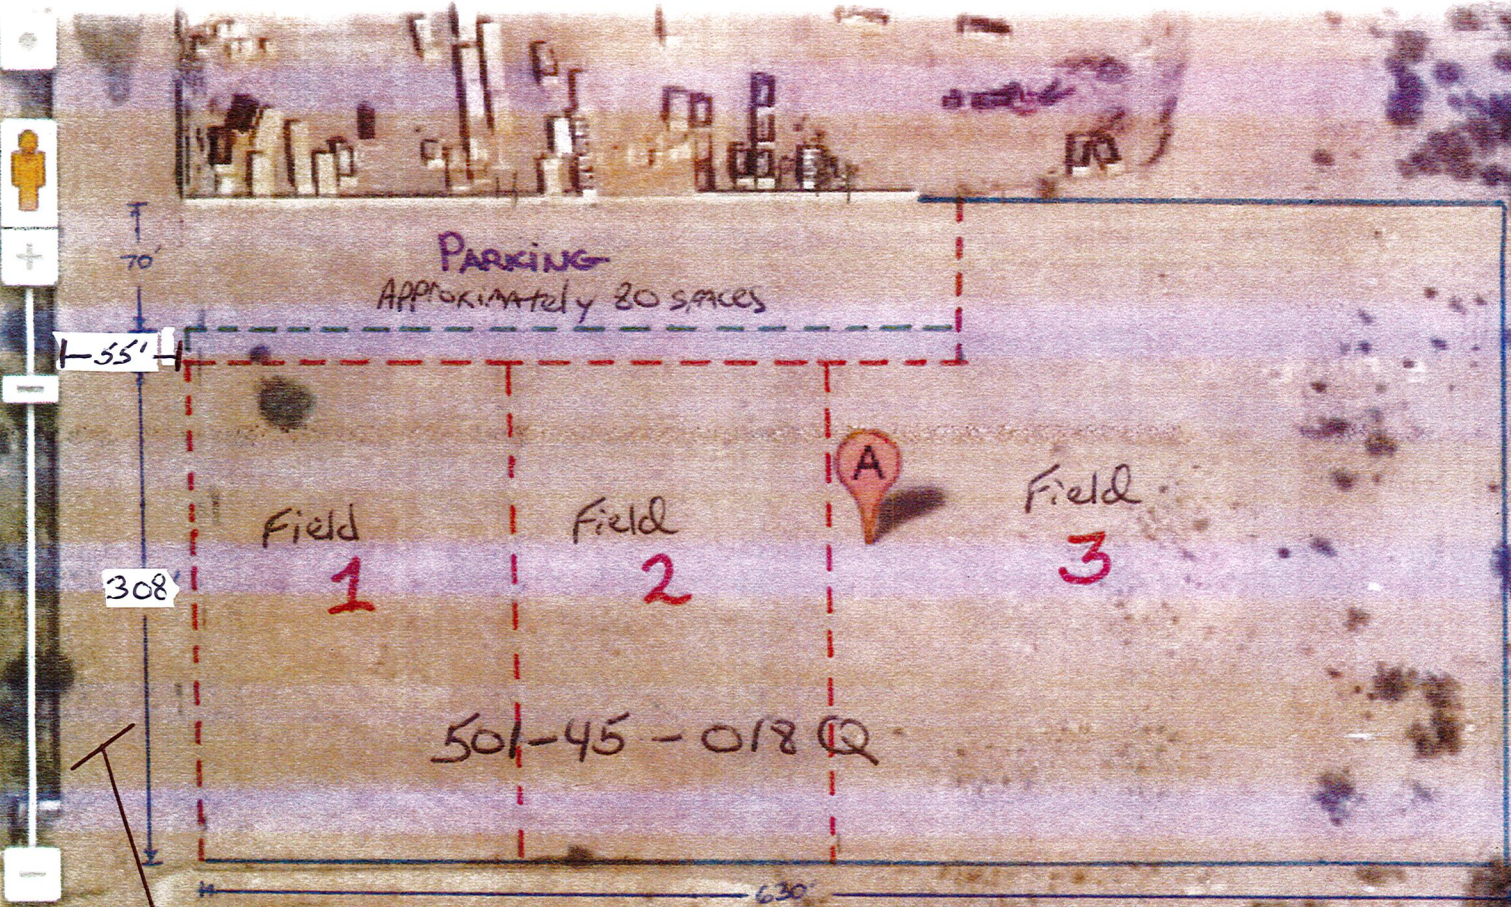 70'
PARKING
APPROXIMAtely 80 SPACES
55'
A
Field
1
Field
2
Field
3
308
501-45-018Q
630'